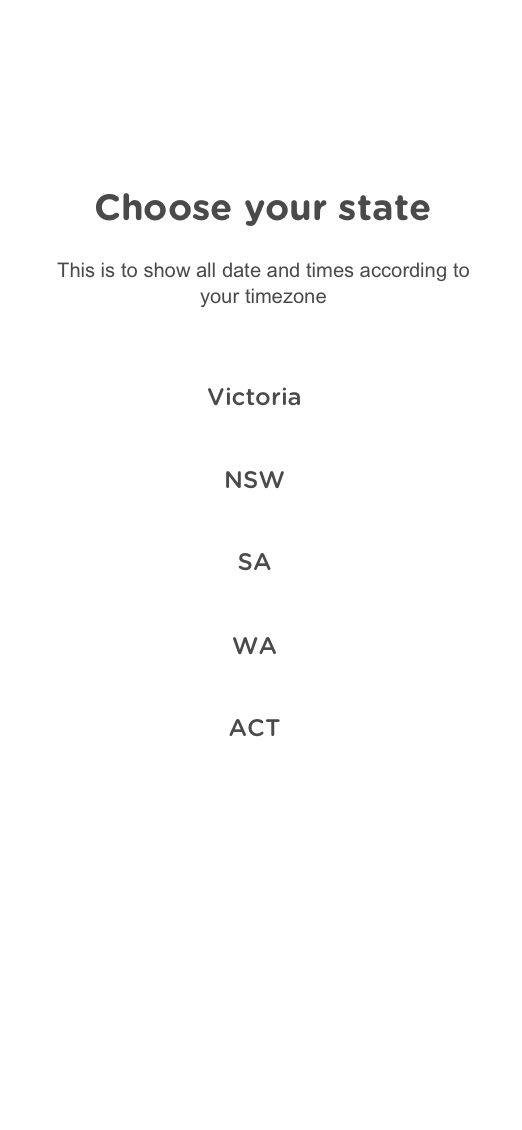 Choose your state
This is to show all date and times according to
your timezone
Victoria
NSW
SA
WA
ACT